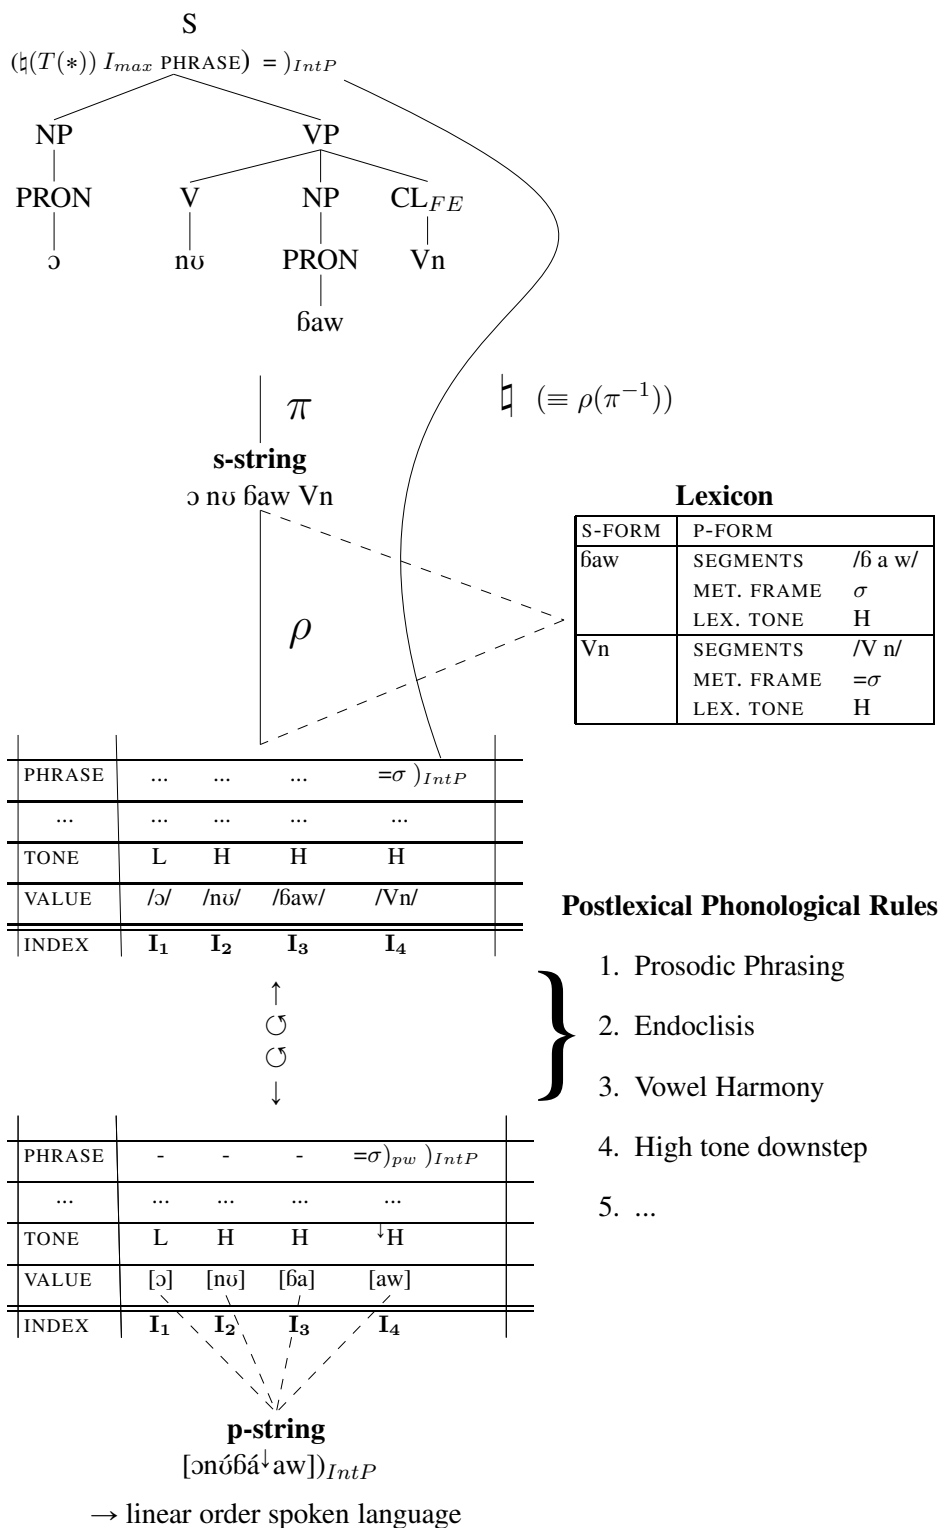 S
(♮(T(∗)) I_max PHRASE) = )_IntP
NP VP
PRON V NP CL_FE
ɔ nʊ PRON Vn
ɓaw
π
♮ (≡ ρ(π⁻¹))
s-string
ɔ nʊ ɓaw Vn
ρ
Lexicon
S-FORM P-FORM
ɓaw SEGMENTS /ɓ a w/
MET. FRAME σ
LEX. TONE H
Vn SEGMENTS /V n/
MET. FRAME =σ
LEX. TONE H
PHRASE ... ... ... =σ )_IntP
... ... ... ... ...
TONE L H H H
VALUE /ɔ/ /nʊ/ /ɓaw/ /Vn/
INDEX I₁ I₂ I₃ I₄
↑
↺
↺
↓
}
Postlexical Phonological Rules
1. Prosodic Phrasing
2. Endoclisis
3. Vowel Harmony
4. High tone downstep
5. ...
PHRASE - - - =σ)_pw )_IntP
... ... ... ... ...
TONE L H H ↓H
VALUE [ɔ] [nʊ] [ɓa] [aw]
INDEX I₁ I₂ I₃ I₄
p-string
[ɔnʊ́ɓá↓aw])_IntP
→ linear order spoken language